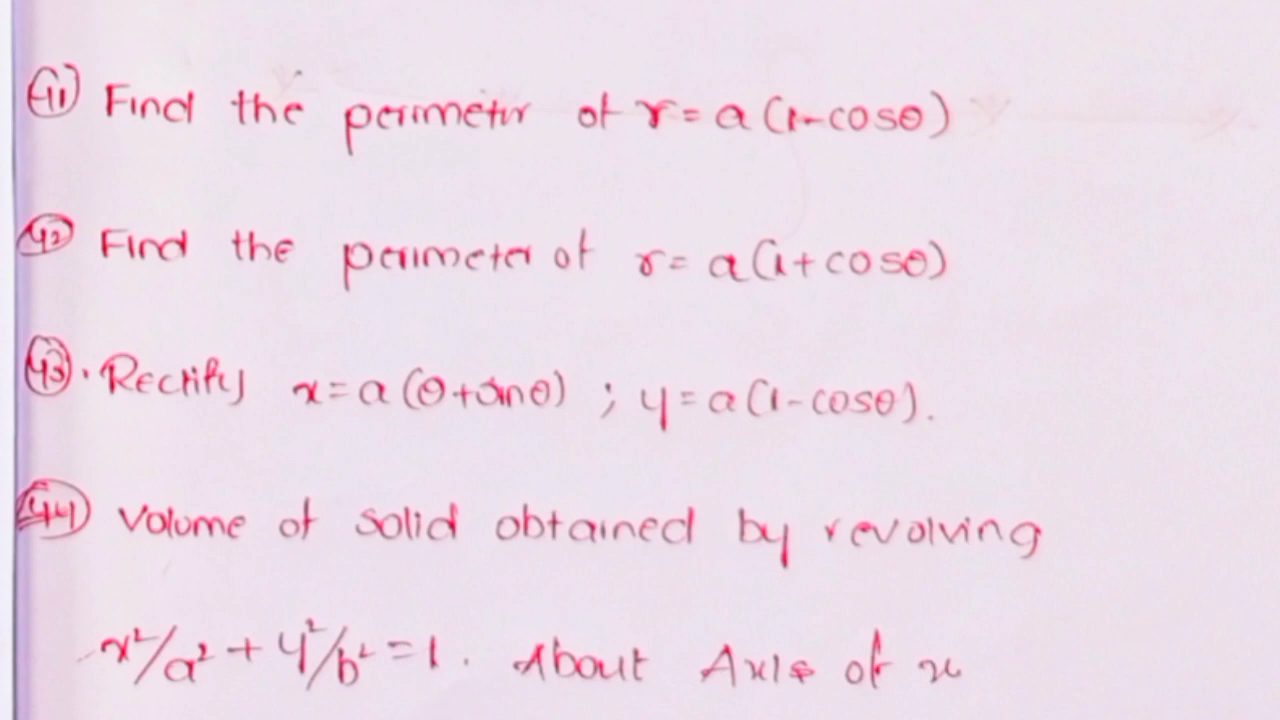 41 Find the perimeter of r = a (1-cosθ)
42 Find the perimeter of r = a(1+cosθ)
43. Rectify x = a (θ+sinθ) ; y = a(1-cosθ).
44 Volume of solid obtained by revolving
x²/a² + y²/b² = 1. About Axis of x